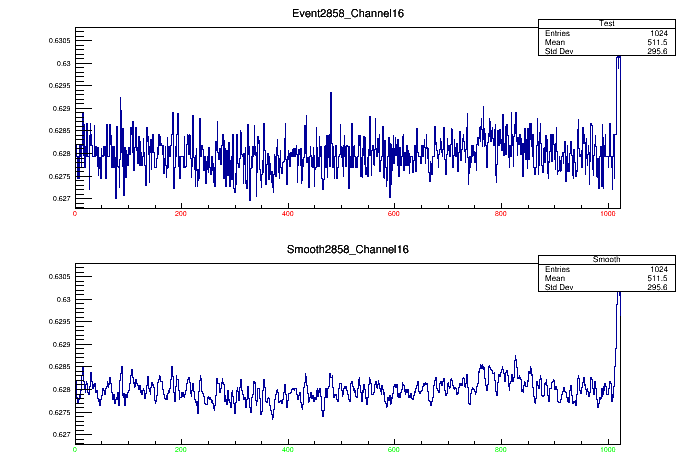 Event2858_Channel16
Test
Entries 1024
Mean 511.5
Std Dev 295.6
0.6305
0.63
0.6295
0.629
0.6285
0.628
0.6275
0.627
0 200 400 600 800 1000
Smooth2858_Channel16
Smooth
Entries 1024
Mean 511.5
Std Dev 295.6
0.6305
0.63
0.6295
0.629
0.6285
0.628
0.6275
0.627
0 200 400 600 800 1000